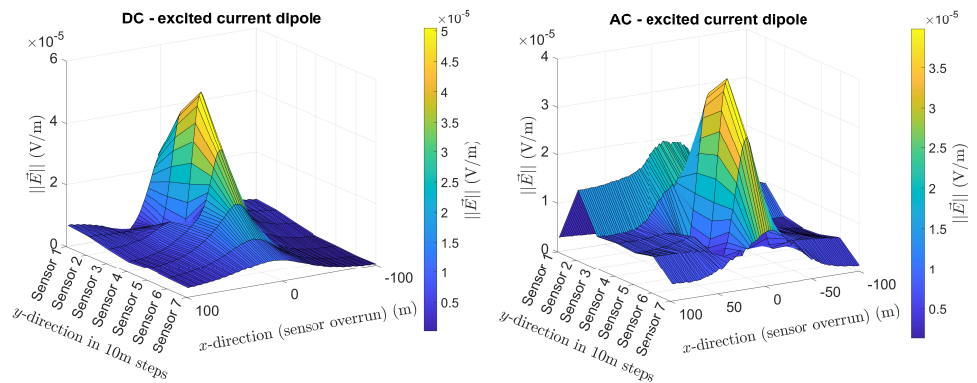 DC - excited current dipole
×10⁻⁵
6
4
2
0
||E⃗|| (V/m)
Sensor 1
Sensor 2
Sensor 3
Sensor 4
Sensor 5
Sensor 6
Sensor 7
y-direction in 10m steps
100
0
-100
x-direction (sensor overrun) (m)
×10⁻⁵
5
4.5
4
3.5
3
2.5
2
1.5
1
0.5
||E⃗|| (V/m)
AC - excited current dipole
×10⁻⁵
4
3
2
1
0
||E⃗|| (V/m)
Sensor 1
Sensor 2
Sensor 3
Sensor 4
Sensor 5
Sensor 6
Sensor 7
y-direction in 10m steps
100
50
0
-50
-100
x-direction (sensor overrun) (m)
×10⁻⁵
3.5
3
2.5
2
1.5
1
0.5
||E⃗|| (V/m)